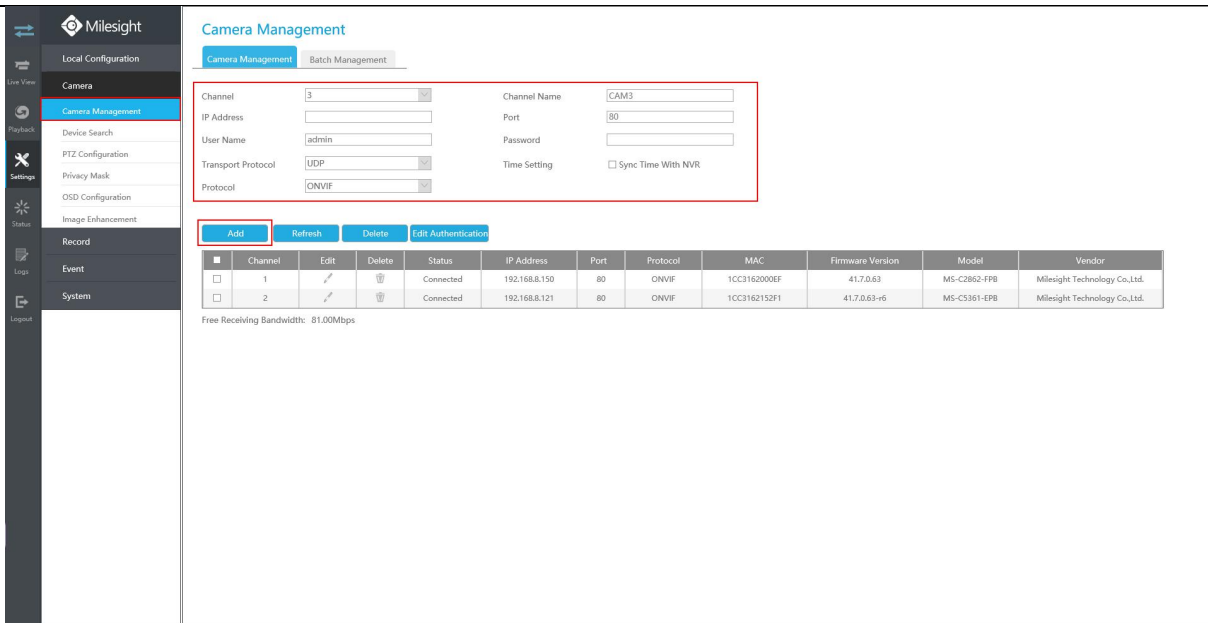 Milesight
Live View
Playback
Settings
Status
Logs
Logout
Local Configuration
Camera
Camera Management
Device Search
PTZ Configuration
Privacy Mask
OSD Configuration
Image Enhancement
Record
Event
System
Camera Management
Camera Management Batch Management
Channel 3 Channel Name CAM3
IP Address Port 80
User Name admin Password
Transport Protocol UDP Time Setting Sync Time With NVR
Protocol ONVIF
Add Refresh Delete Edit Authentication
Channel Edit Delete Status IP Address Port Protocol MAC Firmware Version Model Vendor
1 Connected 192.168.8.150 80 ONVIF 1CC3162000EF 41.7.0.63 MS-C2862-FPB Milesight Technology Co.,Ltd.
2 Connected 192.168.8.121 80 ONVIF 1CC3162152F1 41.7.0.63-r6 MS-C5361-EPB Milesight Technology Co.,Ltd.
Free Receiving Bandwidth: 81.00Mbps